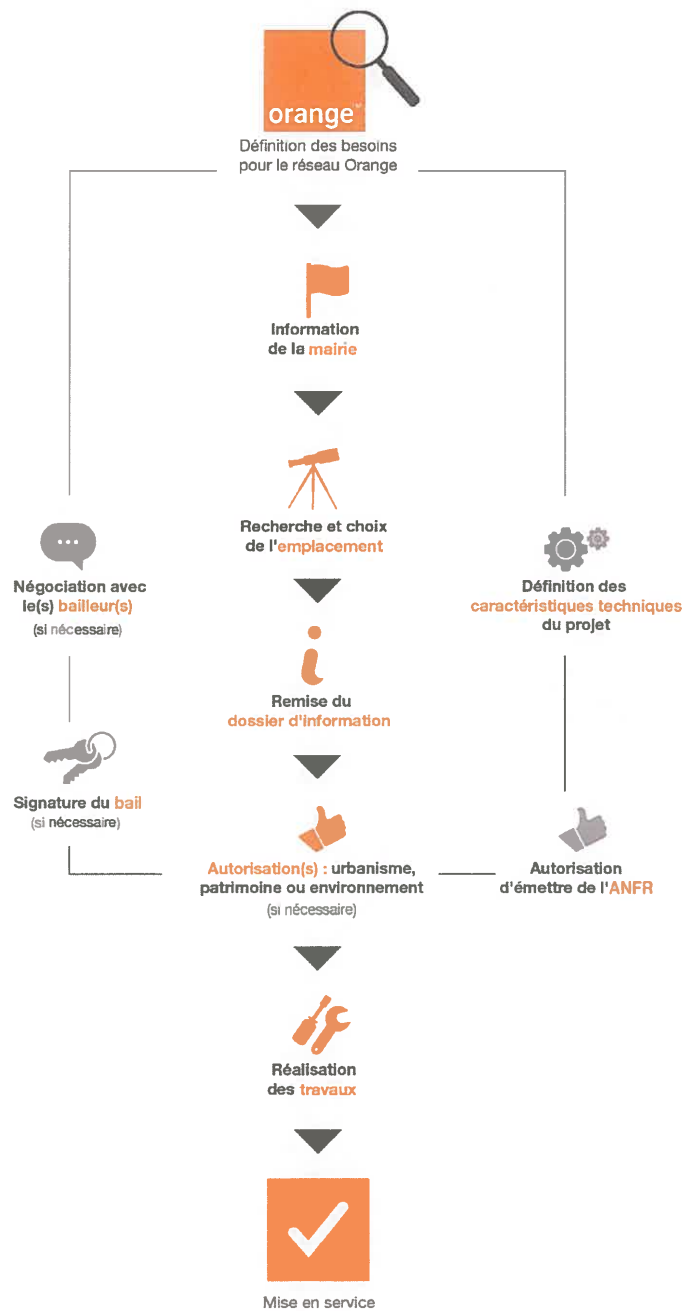 orange™
Définition des besoins
pour le réseau Orange
Information
de la mairie
Recherche et choix
de l'emplacement
Négociation avec
le(s) bailleur(s)
(si nécessaire)
Définition des
caractéristiques techniques
du projet
Remise du
dossier d'information
Signature du bail
(si nécessaire)
Autorisation(s) : urbanisme,
patrimoine ou environnement
(si nécessaire)
Autorisation
d'émettre de l'ANFR
Réalisation
des travaux
Mise en service